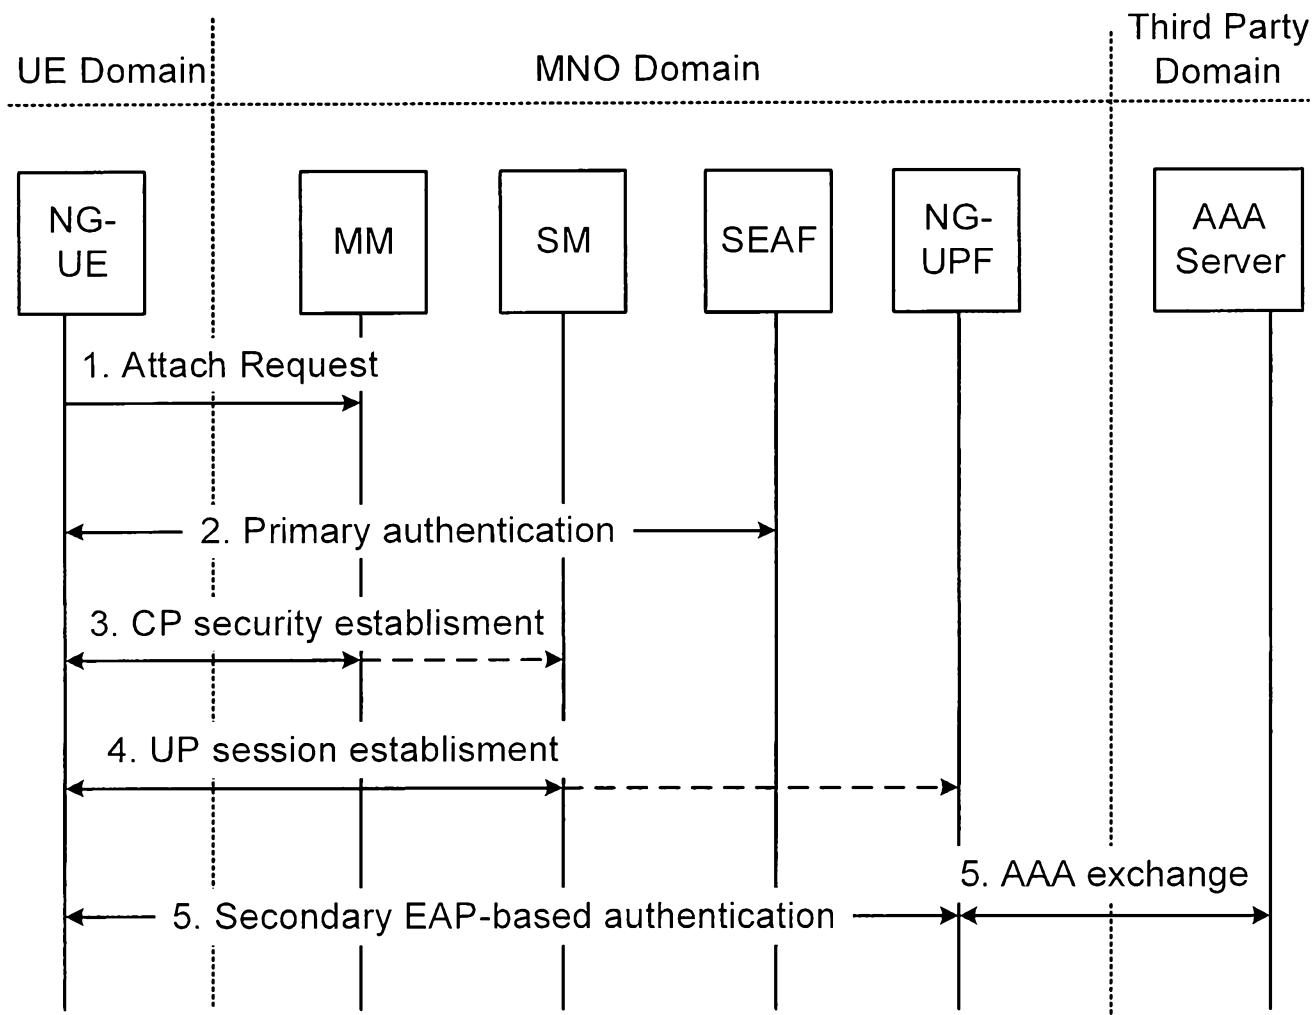 UE Domain
MNO Domain
Third Party
Domain
NG-
UE
MM
SM
SEAF
NG-
UPF
AAA
Server
1. Attach Request
2. Primary authentication
3. CP security establisment
4. UP session establisment
5. AAA exchange
5. Secondary EAP-based authentication